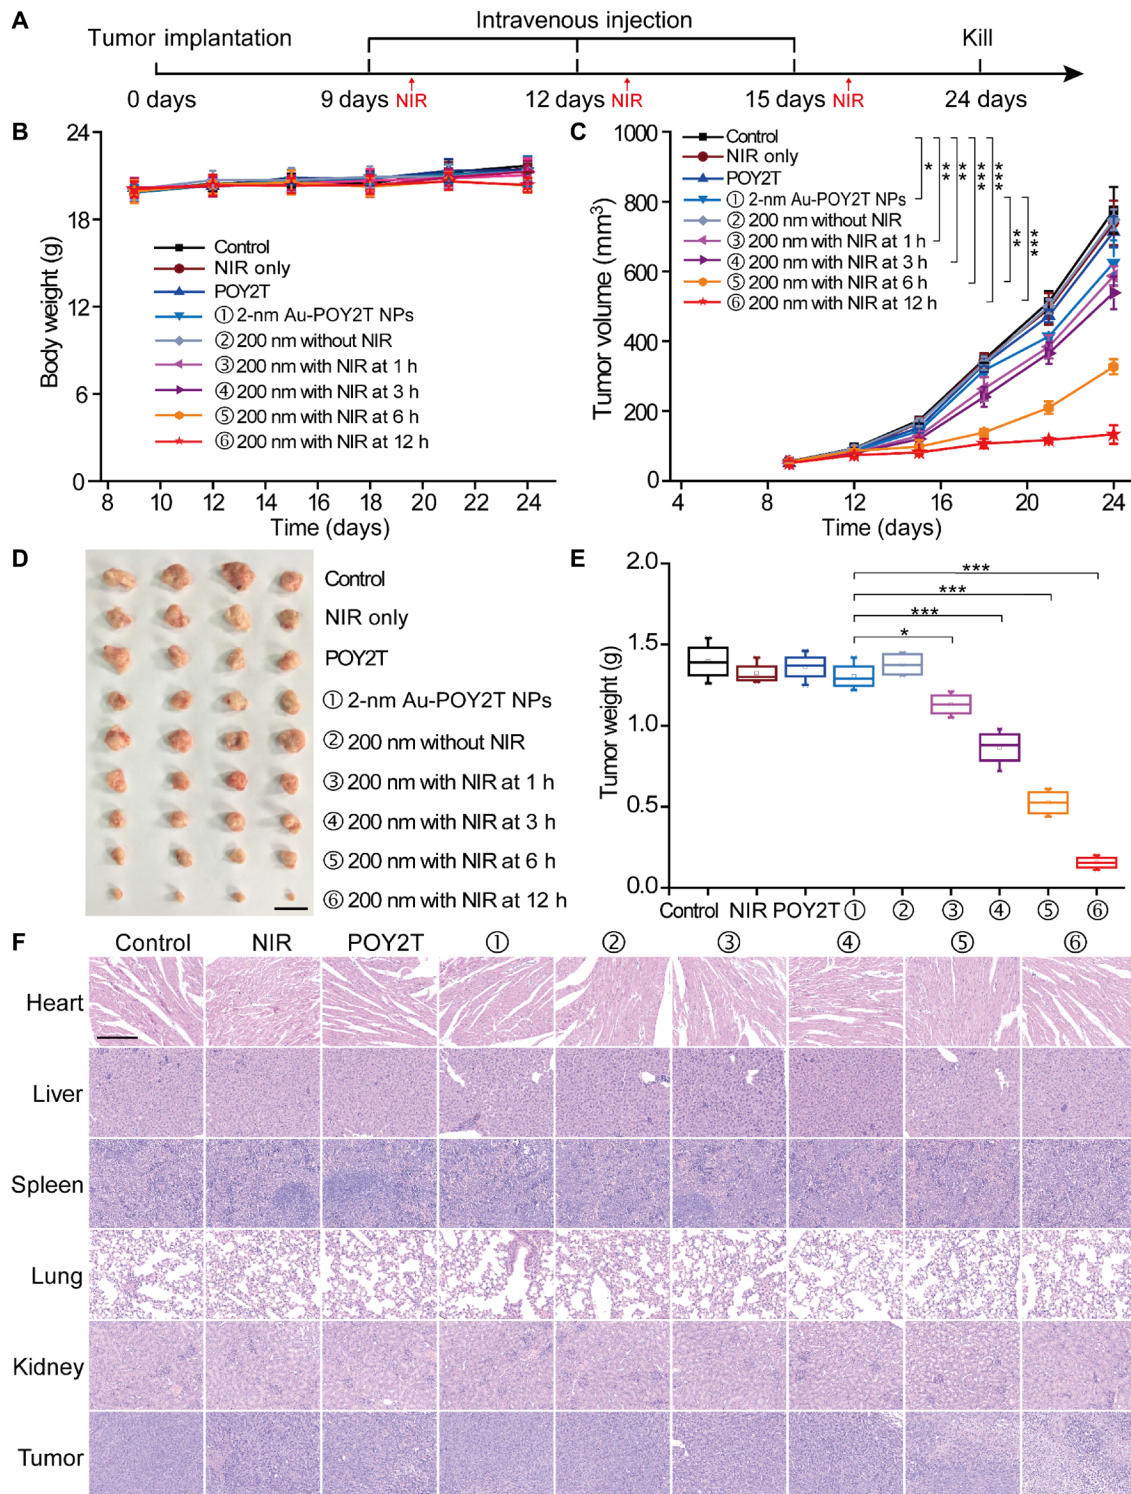 A
Intravenous injection
Tumor implantation
Kill
0 days
9 days
NIR
12 days
NIR
15 days
NIR
24 days
B
24
18
12
6
0
Body weight (g)
Control
NIR only
POY2T
① 2-nm Au-POY2T NPs
② 200 nm without NIR
③ 200 nm with NIR at 1 h
④ 200 nm with NIR at 3 h
⑤ 200 nm with NIR at 6 h
⑥ 200 nm with NIR at 12 h
8 10 12 14 16 18 20 22 24
Time (days)
C
1000
800
600
400
200
0
Tumor volume (mm³)
Control
NIR only
POY2T
① 2-nm Au-POY2T NPs
② 200 nm without NIR
③ 200 nm with NIR at 1 h
④ 200 nm with NIR at 3 h
⑤ 200 nm with NIR at 6 h
⑥ 200 nm with NIR at 12 h
*
**
**
***
***
**
***
4 8 12 16 20 24
Time (days)
D
Control
NIR only
POY2T
① 2-nm Au-POY2T NPs
② 200 nm without NIR
③ 200 nm with NIR at 1 h
④ 200 nm with NIR at 3 h
⑤ 200 nm with NIR at 6 h
⑥ 200 nm with NIR at 12 h
E
2.0
1.5
1.0
0.5
0.0
Tumor weight (g)
***
***
***
*
Control NIR POY2T ① ② ③ ④ ⑤ ⑥
F
Control NIR POY2T ① ② ③ ④ ⑤ ⑥
Heart
Liver
Spleen
Lung
Kidney
Tumor